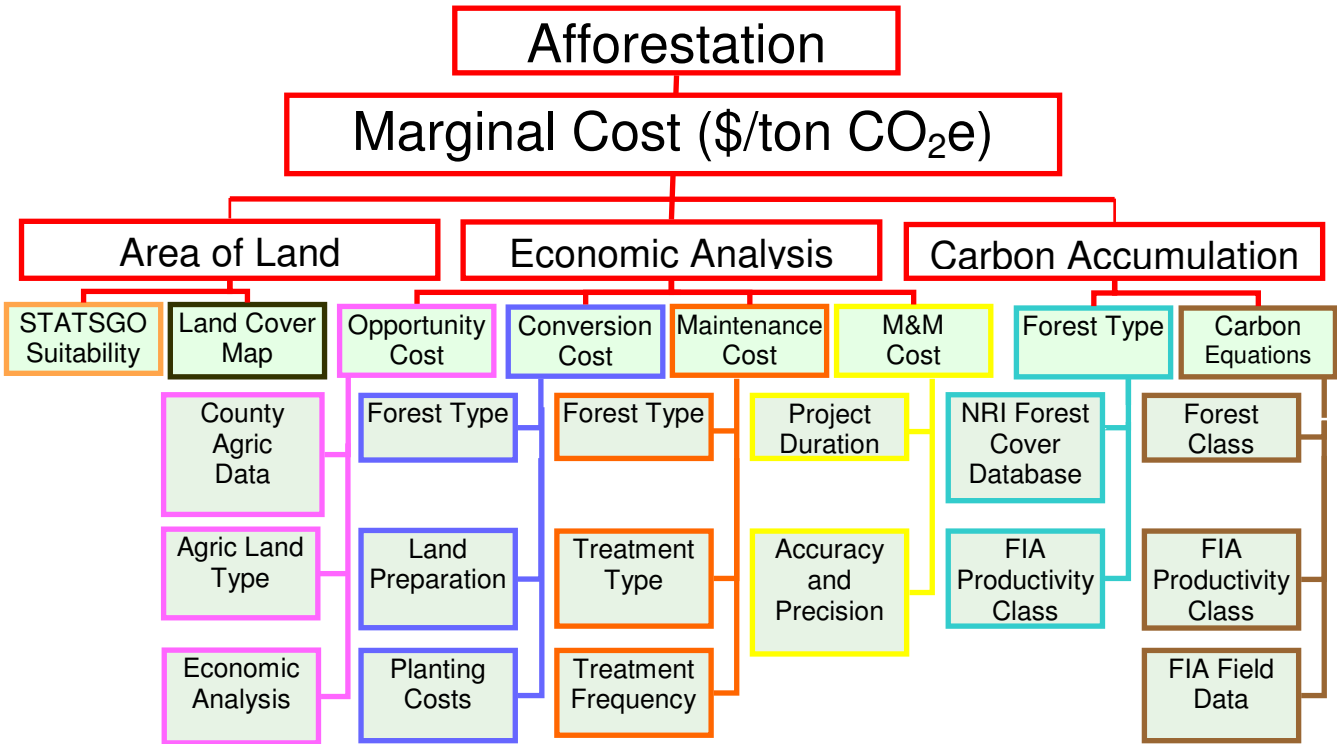 Afforestation
Marginal Cost ($/ton CO₂e)
Area of Land
Economic Analysis
Carbon Accumulation
STATSGO
Suitability
Land Cover
Map
Opportunity
Cost
Conversion
Cost
Maintenance
Cost
M&M
Cost
Forest Type
Carbon
Equations
County
Agric
Data
Agric Land
Type
Economic
Analysis
Forest Type
Land
Preparation
Planting
Costs
Forest Type
Treatment
Type
Treatment
Frequency
Project
Duration
Accuracy
and
Precision
NRI Forest
Cover
Database
FIA
Productivity
Class
Forest
Class
FIA
Productivity
Class
FIA Field
Data